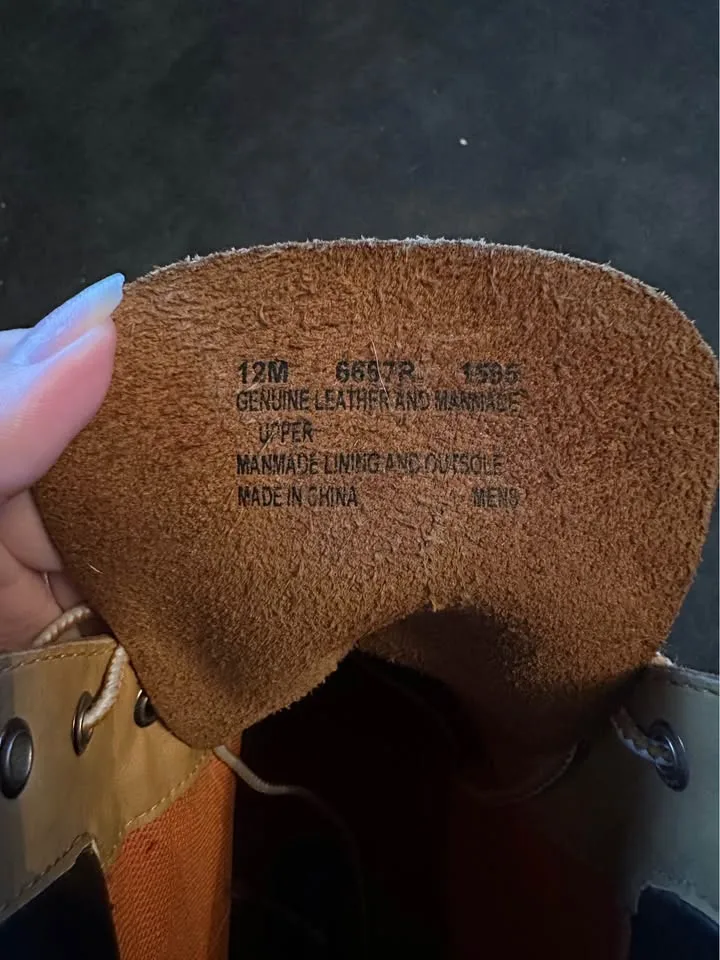 12M 6657R 1595
GENUINE LEATHER AND MANMADE
UPPER
MANMADE LINING AND OUTSOLE
MADE IN CHINA MENS